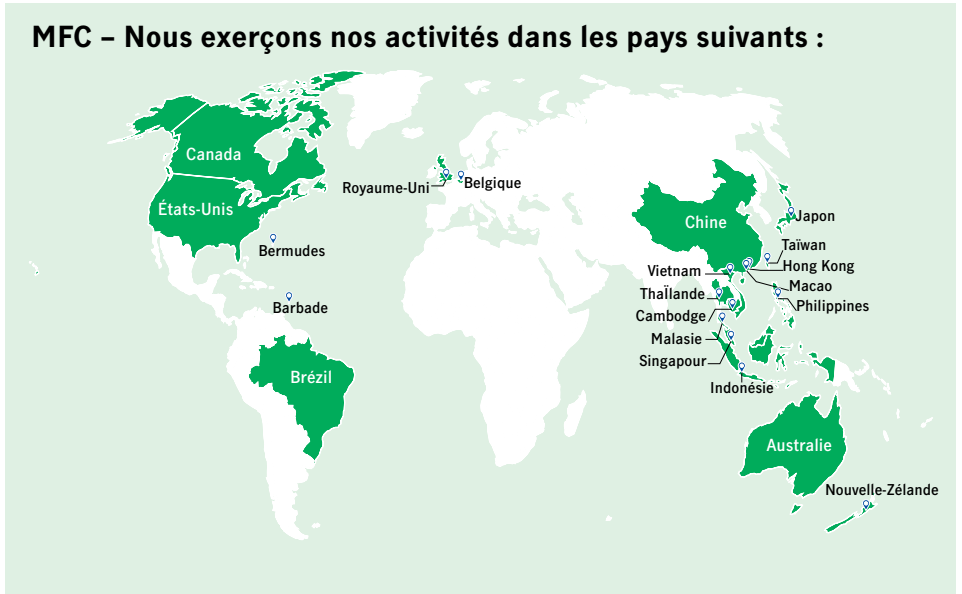 MFC – Nous exerçons nos activités dans les pays suivants :
Canada
États-Unis
Royaume-Uni
Belgique
Bermudes
Barbade
Brézil
Chine
Japon
Taïwan
Hong Kong
Macao
Philippines
Vietnam
Thaïlande
Cambodge
Malasie
Singapour
Indonésie
Australie
Nouvelle-Zélande